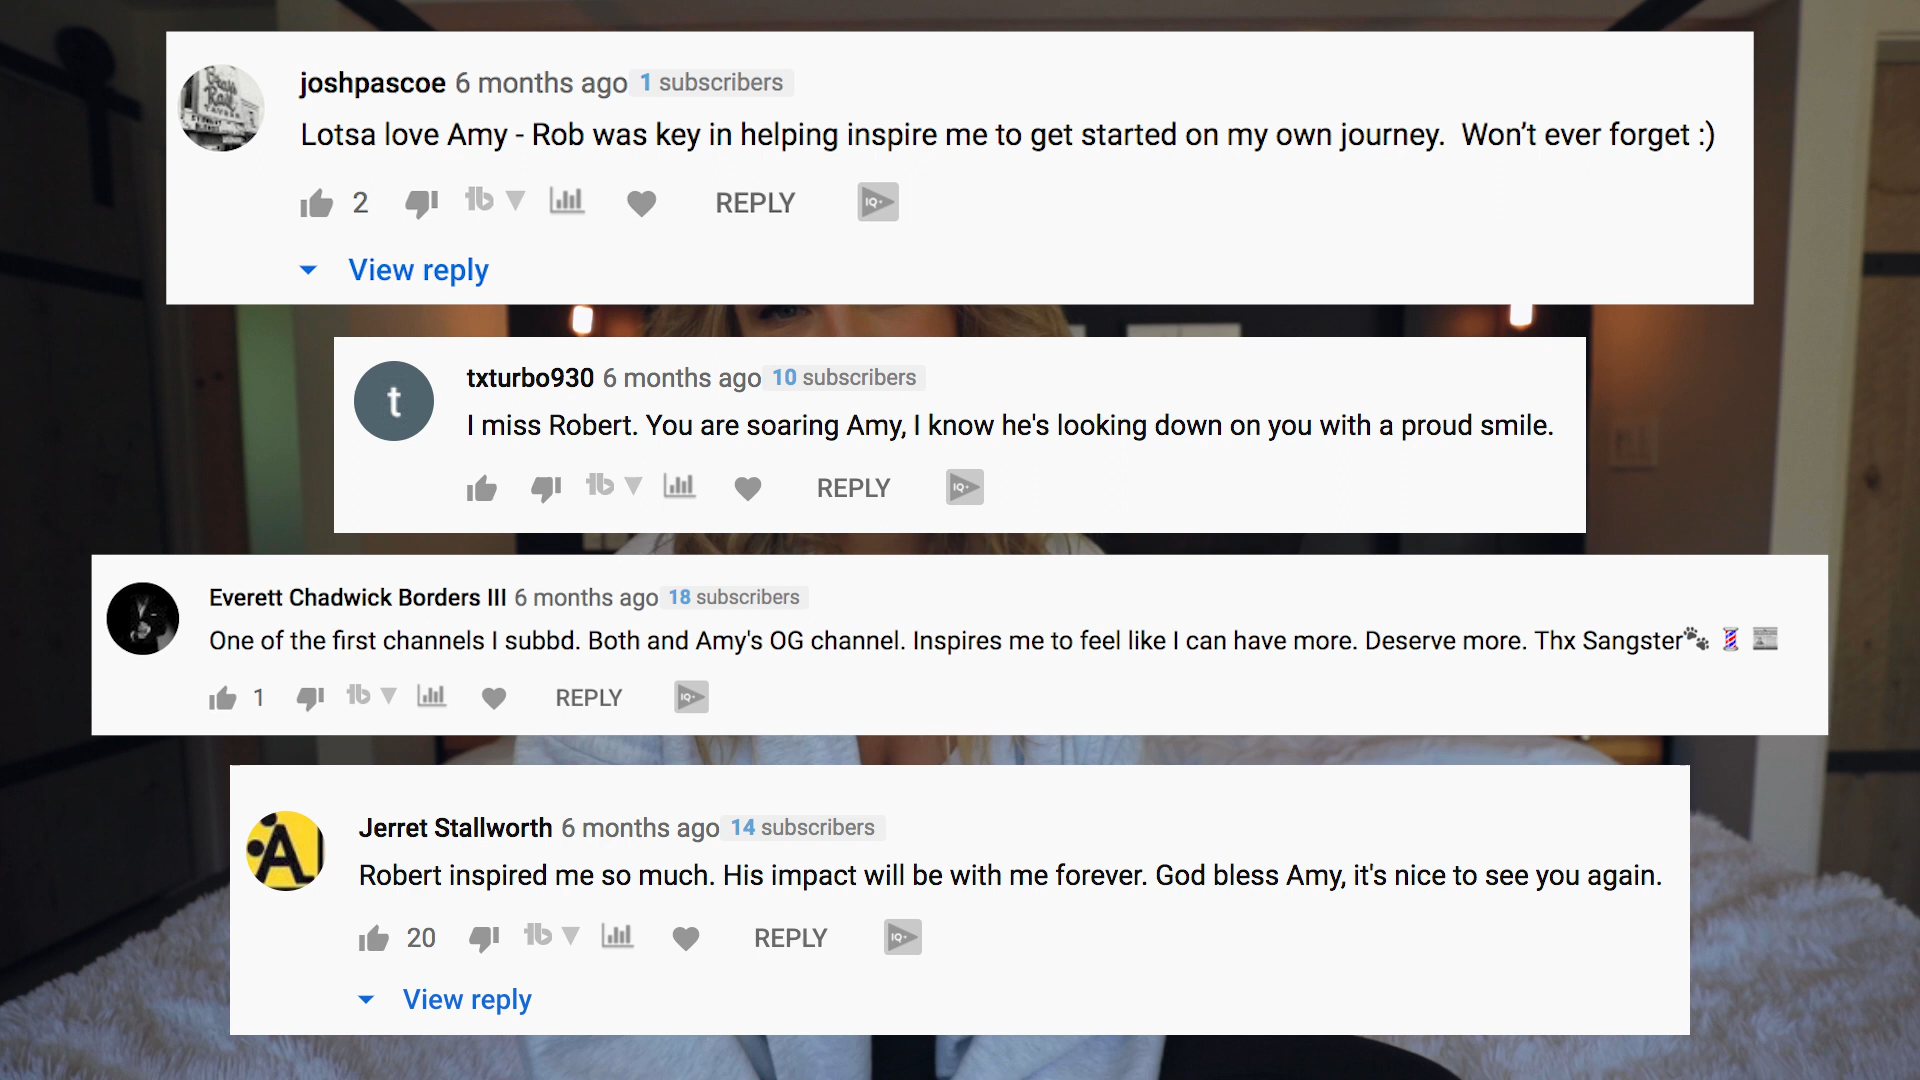 joshpascoe 6 months ago 1 subscribers
Lotsa love Amy - Rob was key in helping inspire me to get started on my own journey.  Won’t ever forget :)
2 REPLY IQ+
View reply
t
txturbo930 6 months ago 10 subscribers
I miss Robert. You are soaring Amy, I know he's looking down on you with a proud smile.
REPLY IQ+
Everett Chadwick Borders III 6 months ago 18 subscribers
One of the first channels I subbd. Both and Amy's OG channel. Inspires me to feel like I can have more. Deserve more. Thx Sangster🐾 💈 📰
1 REPLY IQ+
A
Jerret Stallworth 6 months ago 14 subscribers
Robert inspired me so much. His impact will be with me forever. God bless Amy, it's nice to see you again.
20 REPLY IQ+
View reply